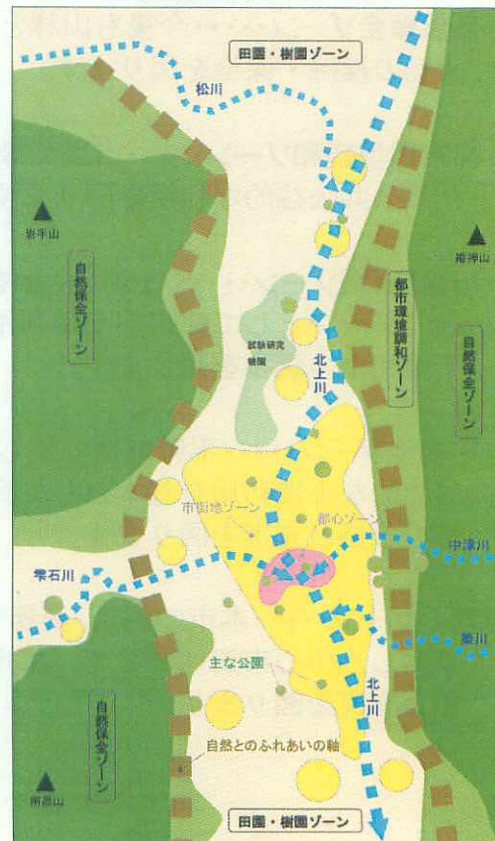 田園・樹園ゾーン
松川
岩手山
姫神山
自然保全ゾーン
都市環境調和ゾーン
自然保全ゾーン
試験研究
機関
北上川
市街地ゾーン
都心ゾーン
中津川
雫石川
簗川
主な公園
北上川
自然とのふれあいの軸
自然保全ゾーン
南昌山
田園・樹園ゾーン